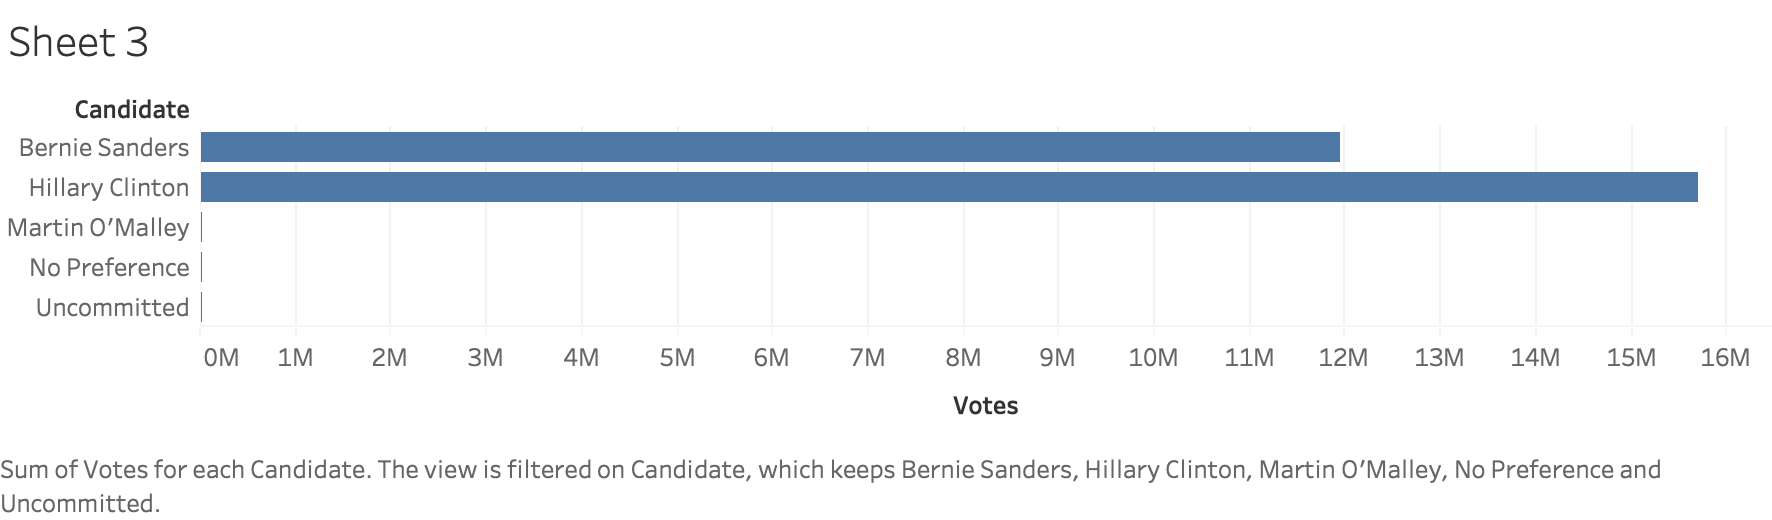 Sheet 3
Candidate
Bernie Sanders
Hillary Clinton
Martin O’Malley
No Preference
Uncommitted
0M 1M 2M 3M 4M 5M 6M 7M 8M 9M 10M 11M 12M 13M 14M 15M 16M
Votes
Sum of Votes for each Candidate. The view is filtered on Candidate, which keeps Bernie Sanders, Hillary Clinton, Martin O’Malley, No Preference and
Uncommitted.